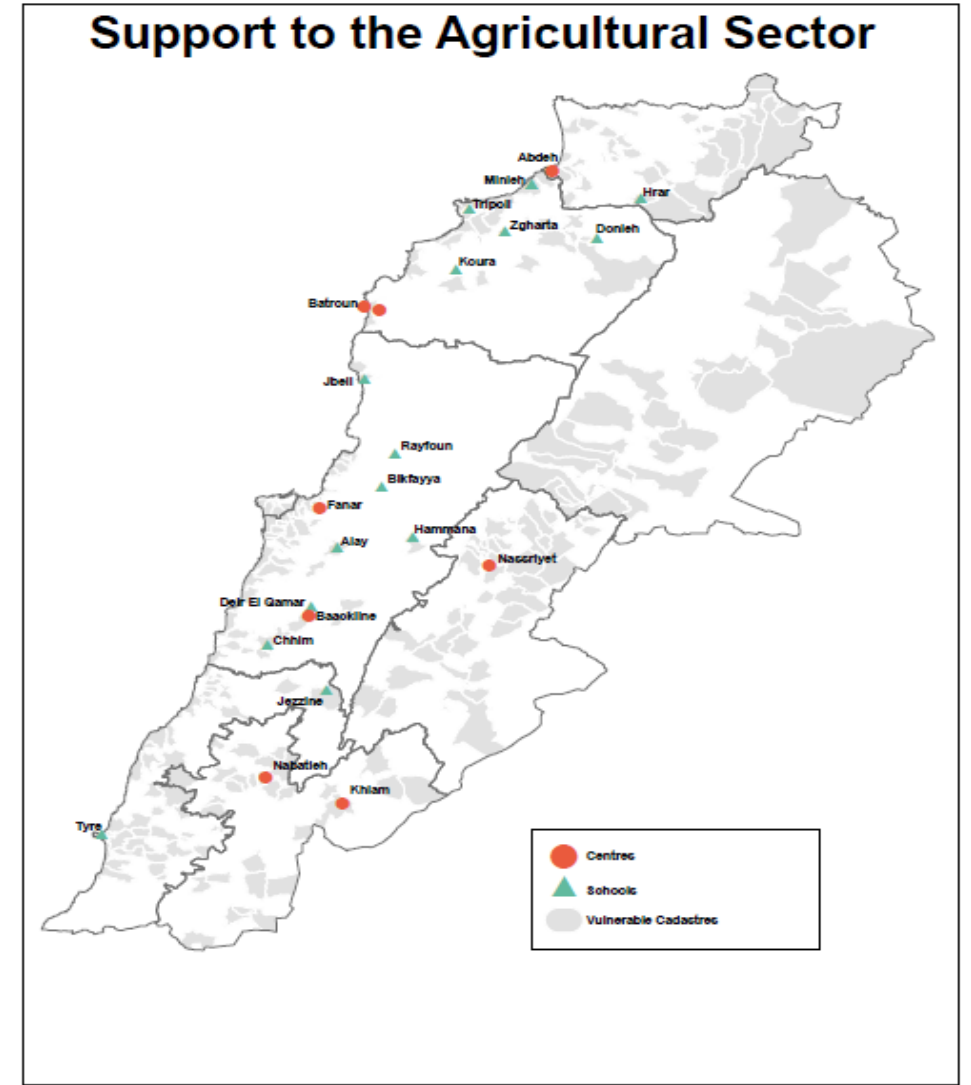 Support to the Agricultural Sector
Abdeh
Minieh
Hrar
Tripoli
Zgharta
Donieh
Koura
Batroun
Jbeil
Rayfoun
Bikfayya
Fanar
Hammana
Alay
Nassriyet
Deir El Qamar
Baaokline
Chhim
Jezzine
Nabatieh
Khiam
Tyre
Centres
Schools
Vulnerable Cadastres